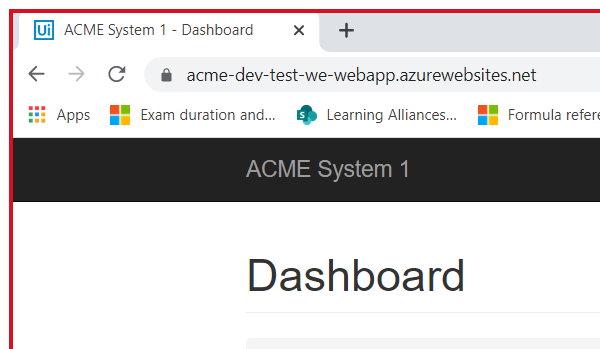 Ui ACME System 1 - Dashboard
acme-dev-test-we-webapp.azurewebsites.net
Apps Exam duration and... S Learning Alliances... Formula refere
ACME System 1
Dashboard